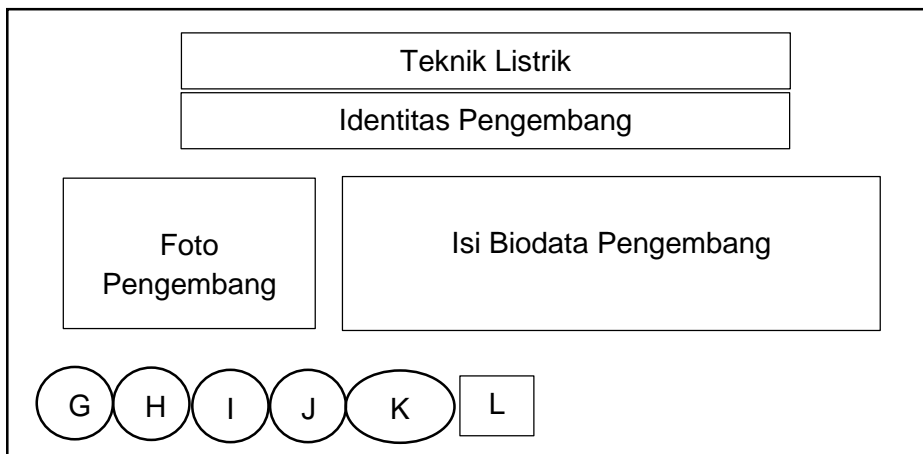 Teknik Listrik
Identitas Pengembang
Foto
Pengembang
Isi Biodata Pengembang
G H I J K L